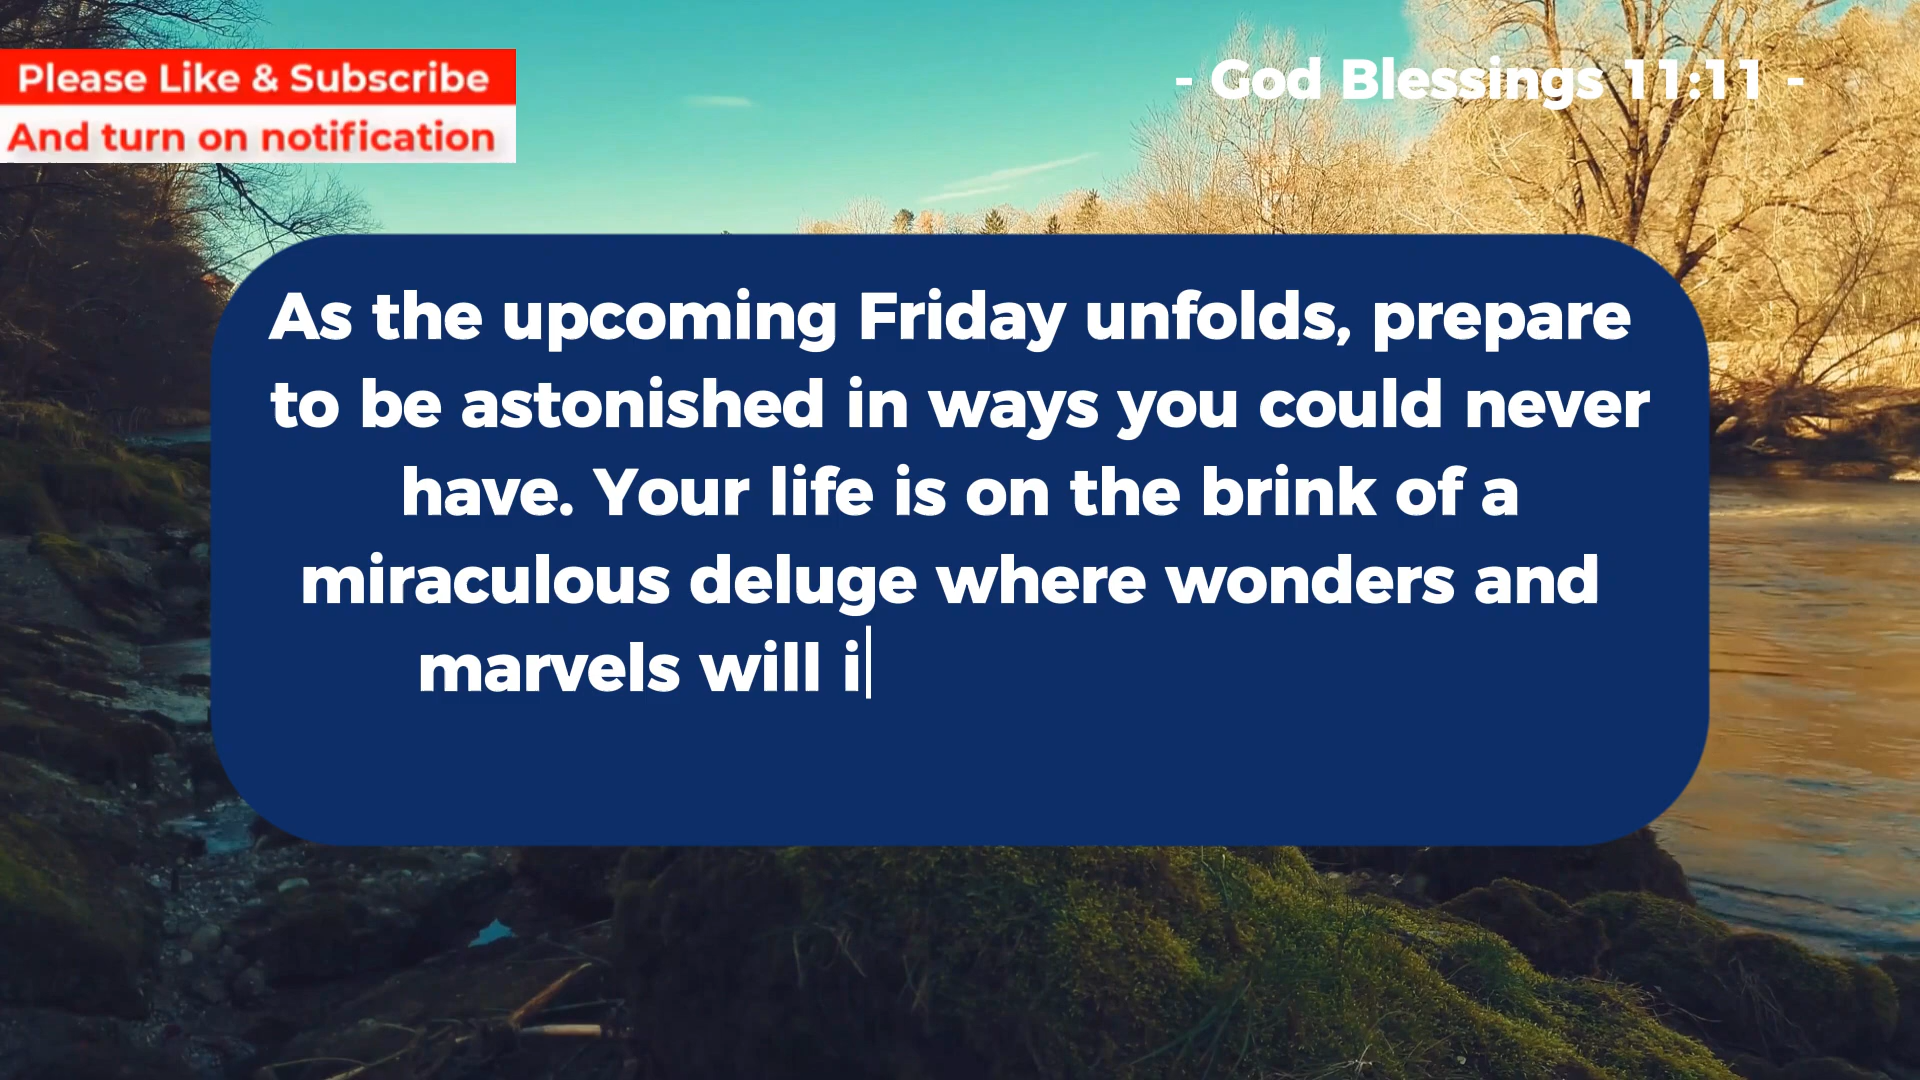 Please Like & Subscribe
And turn on notification
- God Blessings 11:11 -
As the upcoming Friday unfolds, prepare
to be astonished in ways you could never
have. Your life is on the brink of a
miraculous deluge where wonders and
marvels will i